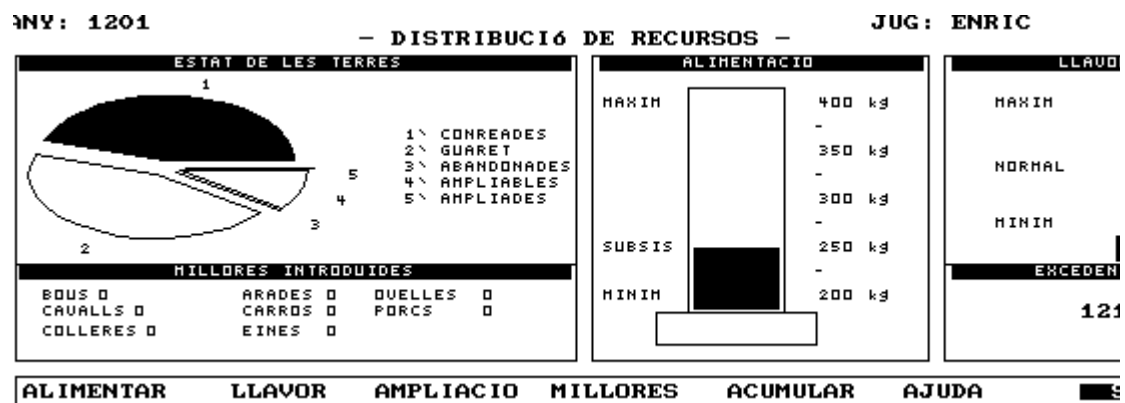 ANY: 1201
JUG: ENRIC
- DISTRIBUCIó DE RECURSOS -
ESTAT DE LES TERRES
1
1\ CONREADES
2\ GUARET
3\ ABANDONADES
4\ AMPLIABLES
5\ AMPLIADES
5
4
3
2
MILLORES INTRODUIDES
BOUS 0 ARADES 0 OVELLES 0
CAVALLS 0 CARROS 0 PORCS 0
COLLERES 0 EINES 0
ALIMENTACIO
MAXIM 400 kg
-
350 kg
-
300 kg
-
SUBSIS 250 kg
-
MINIM 200 kg
LLAVO
MAXIM
NORMAL
MINIM
EXCEDEN
121
ALIMENTAR LLAVOR AMPLIACIO MILLORES ACUMULAR AJUDA S